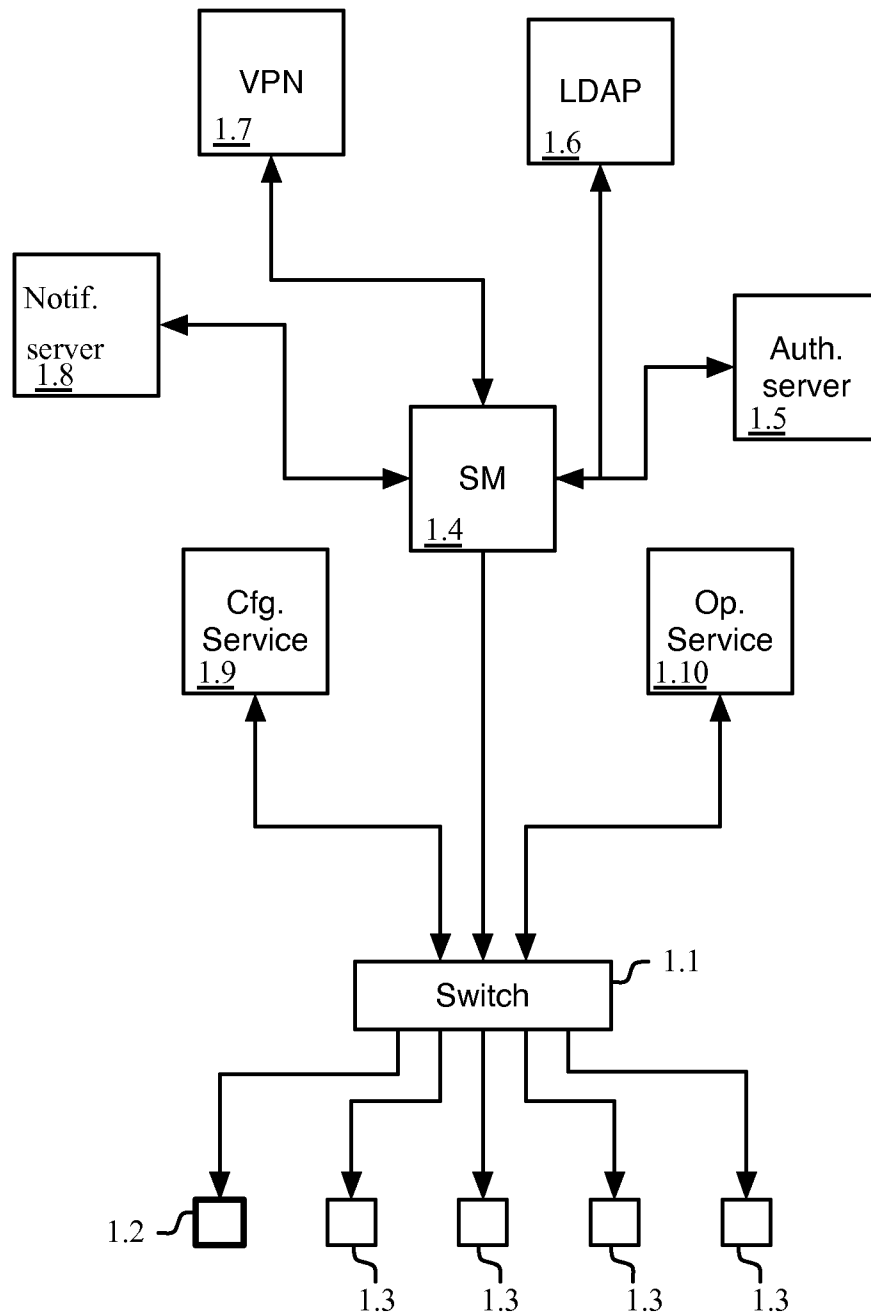 VPN
1.7
LDAP
1.6
Notif.
server
1.8
Auth.
server
1.5
SM
1.4
Cfg.
Service
1.9
Op.
Service
1.10
Switch
1.1
1.2
1.3
1.3
1.3
1.3